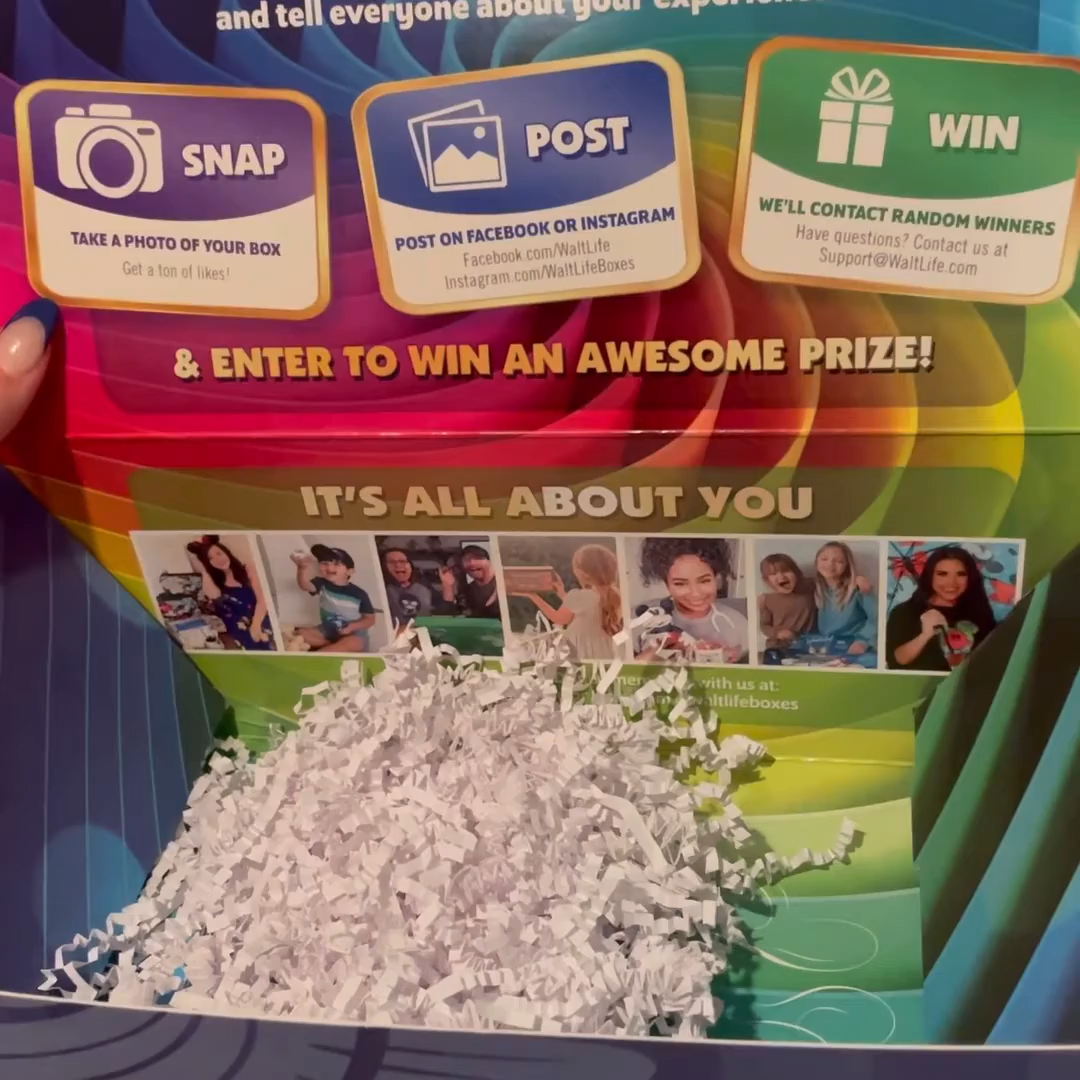 and tell everyone about your
SNAP
TAKE A PHOTO OF YOUR BOX
Get a ton of likes!
POST
POST ON FACEBOOK OR INSTAGRAM
Facebook.com/WaltLife
Instagram.com/WaltLifeBoxes
WIN
WE'LL CONTACT RANDOM WINNERS
Have questions? Contact us at
Support@WaltLife.com
& ENTER TO WIN AN AWESOME PRIZE!
IT'S ALL ABOUT YOU
with us at:
waltlifeboxes